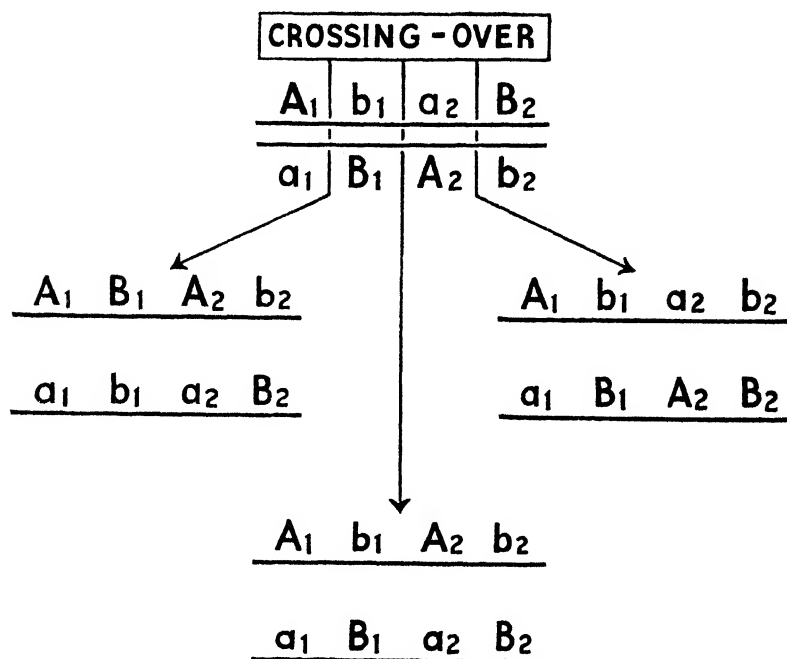 CROSSING-OVER
A1 b1 a2 B2
a1 B1 A2 b2
A1 B1 A2 b2
a1 b1 a2 B2
A1 b1 a2 b2
a1 B1 A2 B2
A1 b1 A2 b2
a1 B1 a2 B2